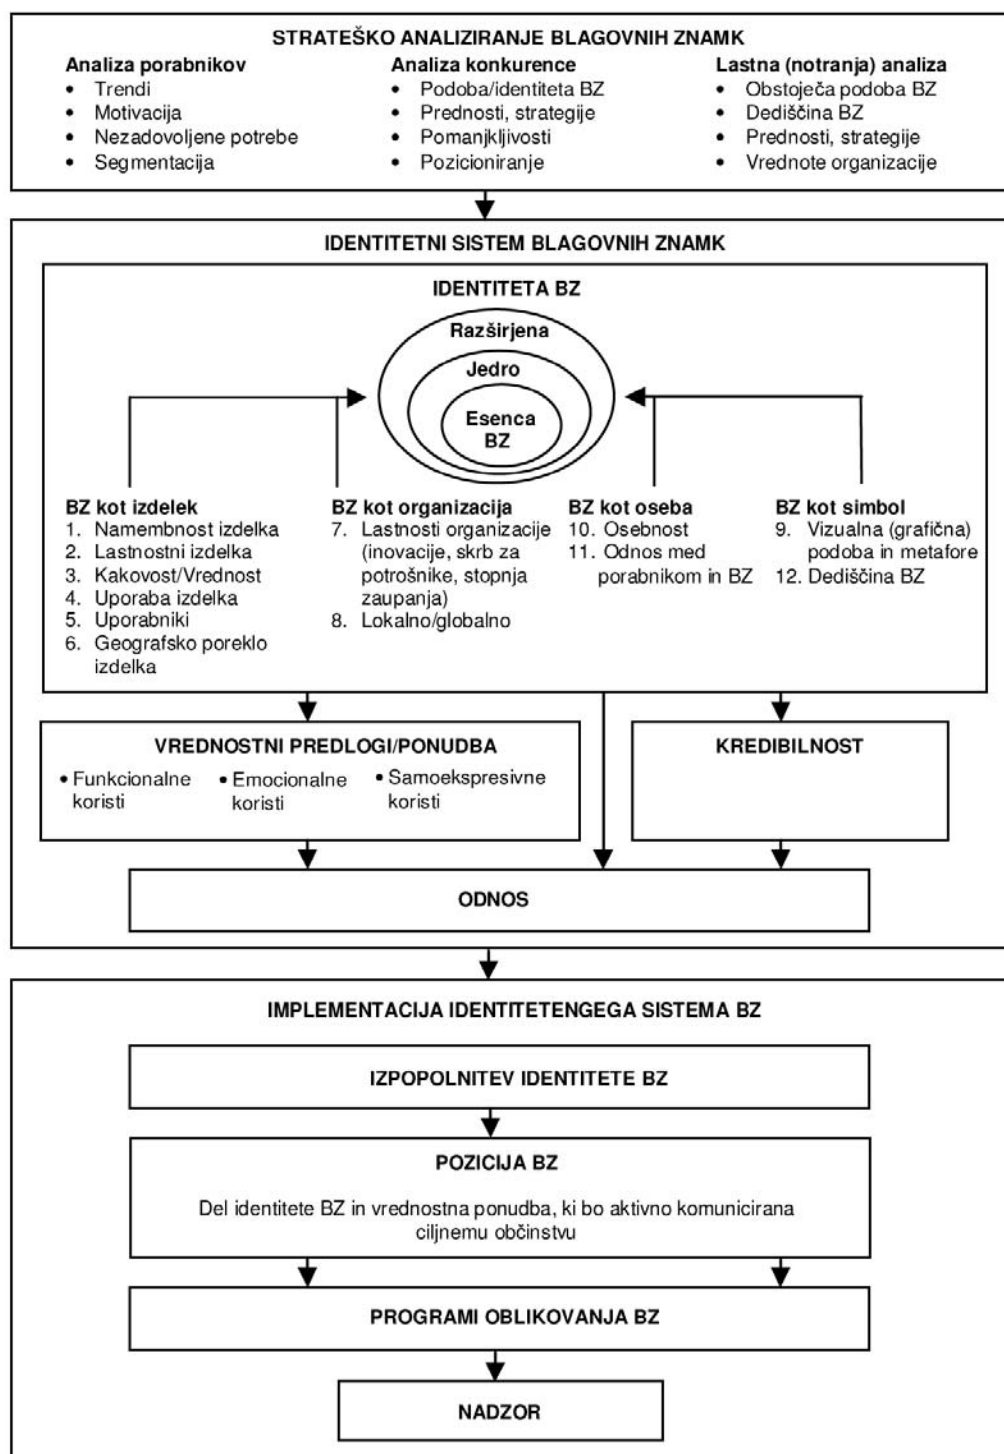 STRATEŠKO ANALIZIRANJE BLAGOVNIH ZNAMK
Analiza porabnikov
• Trendi
• Motivacija
• Nezadovoljene potrebe
• Segmentacija
Analiza konkurence
• Podoba/identiteta BZ
• Prednosti, strategije
• Pomanjkljivosti
• Pozicioniranje
Lastna (notranja) analiza
• Obstoječa podoba BZ
• Dediščina BZ
• Prednosti, strategije
• Vrednote organizacije
IDENTITETNI SISTEM BLAGOVNIH ZNAMK
IDENTITETA BZ
Razširjena
Jedro
Esenca
BZ
BZ kot izdelek
1. Namembnost izdelka
2. Lastnostni izdelka
3. Kakovost/Vrednost
4. Uporaba izdelka
5. Uporabniki
6. Geografsko poreklo
izdelka
BZ kot organizacija
7. Lastnosti organizacije
(inovacije, skrb za
potrošnike, stopnja
zaupanja)
8. Lokalno/globalno
BZ kot oseba
10. Osebnost
11. Odnos med
porabnikom in BZ
BZ kot simbol
9. Vizualna (grafična)
podoba in metafore
12. Dediščina BZ
VREDNOSTNI PREDLOGI/PONUDBA
• Funkcionalne
koristi
• Emocionalne
koristi
• Samoekspresivne
koristi
KREDIBILNOST
ODNOS
IMPLEMENTACIJA IDENTITETENGEGA SISTEMA BZ
IZPOPOLNITEV IDENTITETE BZ
POZICIJA BZ
Del identitete BZ in vrednostna ponudba, ki bo aktivno komunicirana
ciljnemu občinstvu
PROGRAMI OBLIKOVANJA BZ
NADZOR